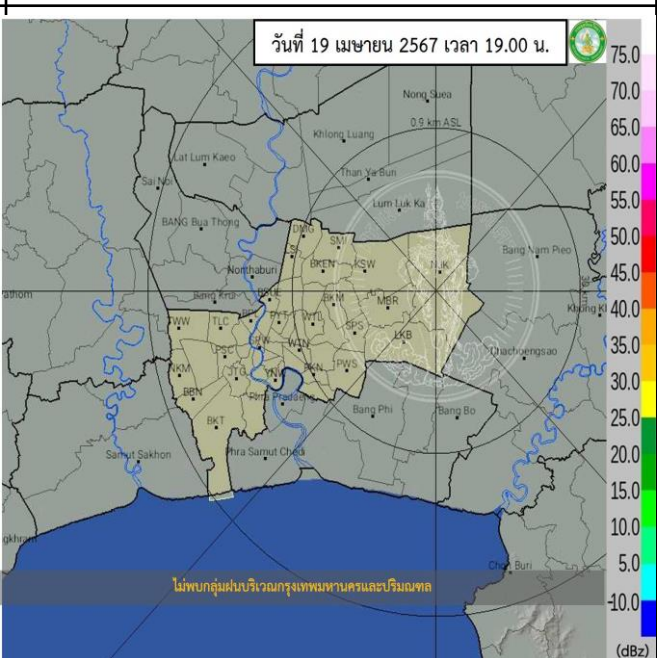 วันที่ 19 เมษายน 2567 เวลา 19.00 น.
75.0
70.0
65.0
60.0
55.0
50.0
45.0
40.0
35.0
30.0
25.0
20.0
15.0
10.0
5.0
-10.0
(dBz)
Nong Suea
0.9 km ASL
Khlong Luang
Lat Lum Kaeo
Than Ya Buri
Sai Noi
Lum Luk Ka
BANG Bua Thong
DMG
SMI
Bang Nam Pieo
BKEN
KSW
NJK
Nonthaburi
Bang Krui
BKM
MBR
TWW
TLC
SPS
LKB
PSC
WTN
Chachoengsao
NKM
JTG
PKN
PWS
BBN
Phra Pradaeng
BKT
Bang Phi
Bang Bo
Samut Sakhon
Phra Samut Chedi
Chon Buri
ไม่พบกลุ่มฝนบริเวณกรุงเทพมหานครและปริมณฑล